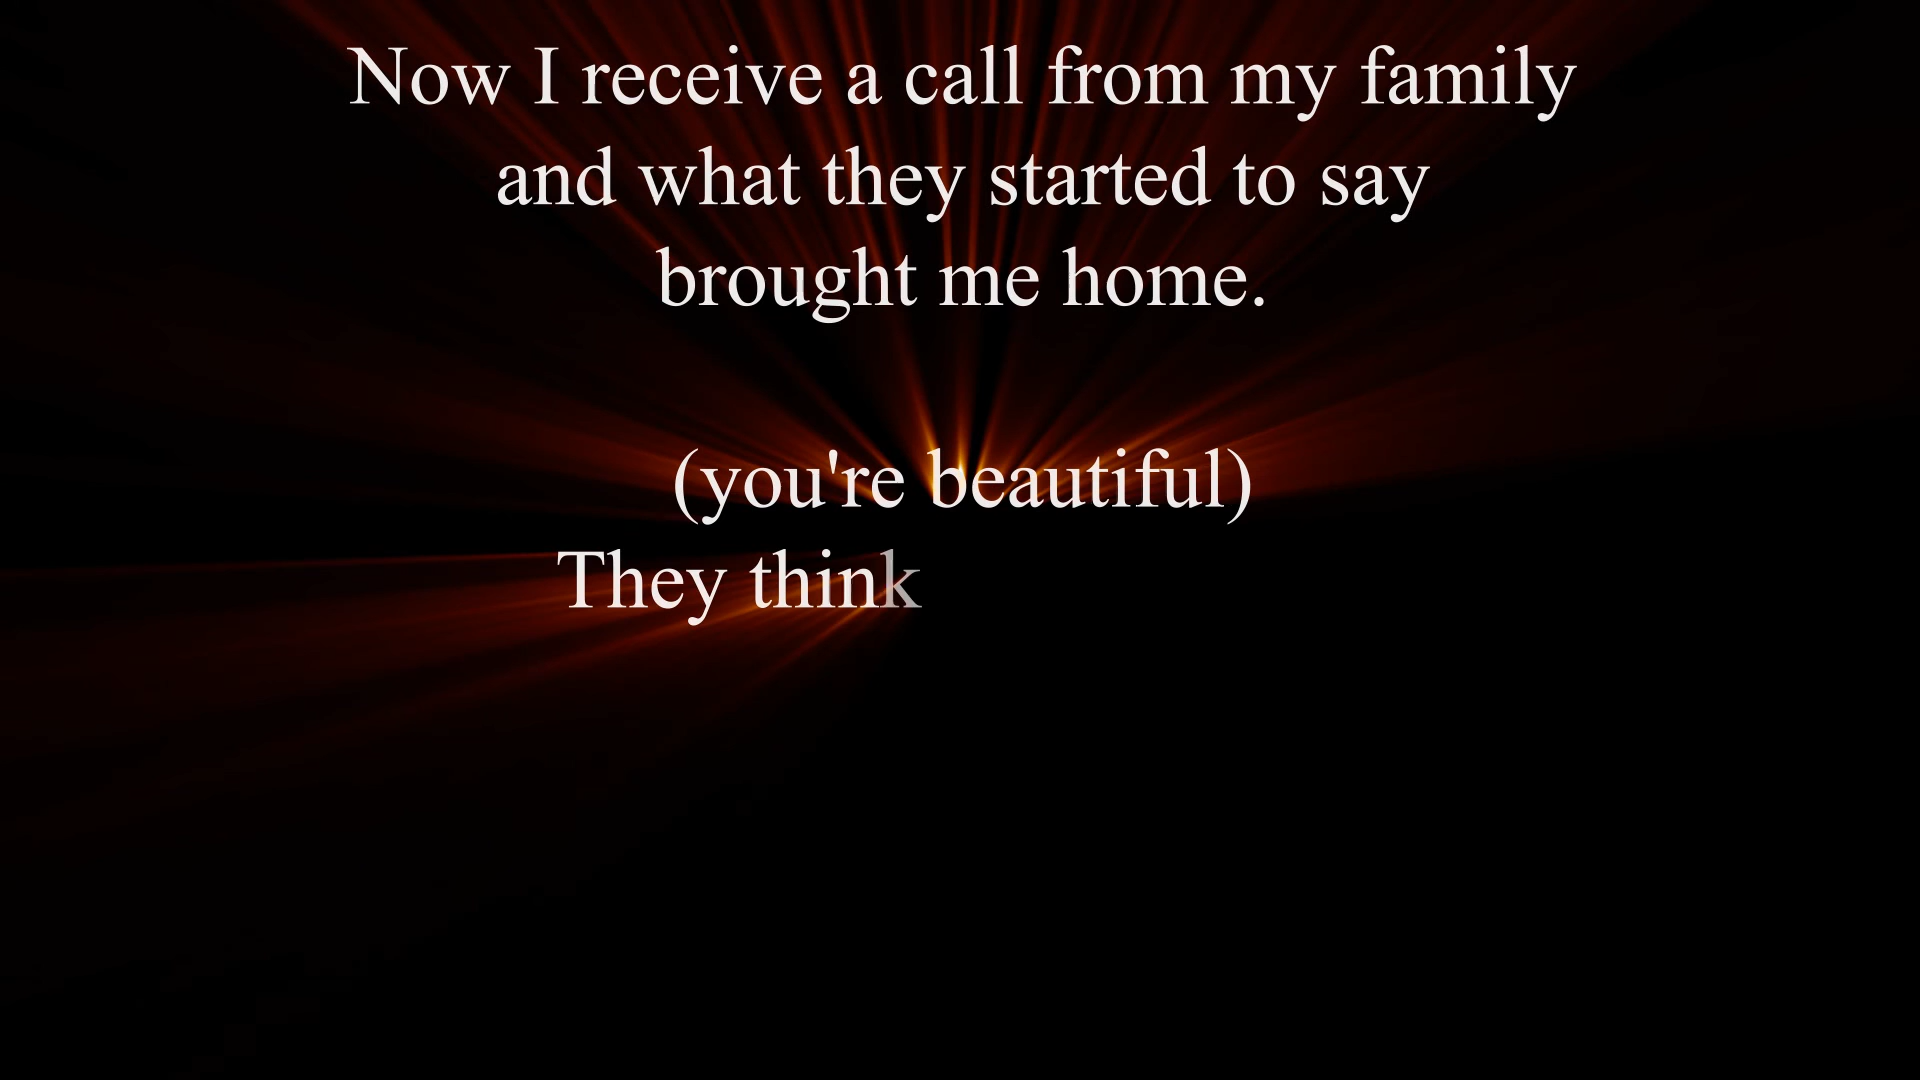 Now I receive a call from my family
and what they started to say
brought me home.
(you're beautiful)
They think